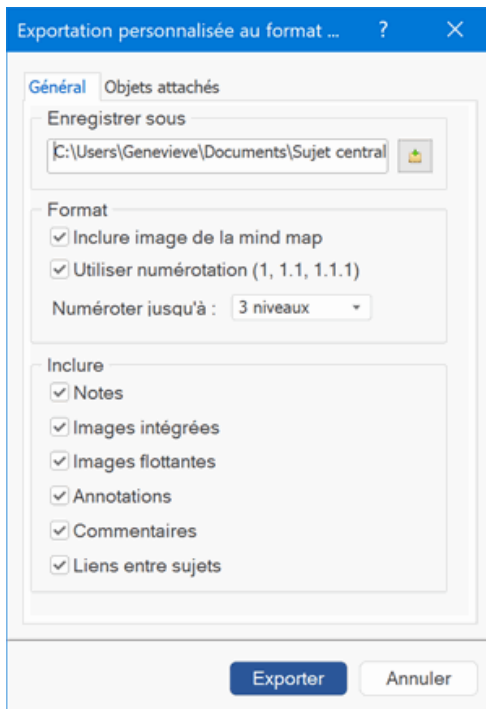 Exportation personnalisée au format ... ?
Général Objets attachés
Enregistrer sous
C:\Users\Genevieve\Documents\Sujet central
Format
Inclure image de la mind map
Utiliser numérotation (1, 1.1, 1.1.1)
Numéroter jusqu'à : 3 niveaux
Inclure
Notes
Images intégrées
Images flottantes
Annotations
Commentaires
Liens entre sujets
Exporter Annuler